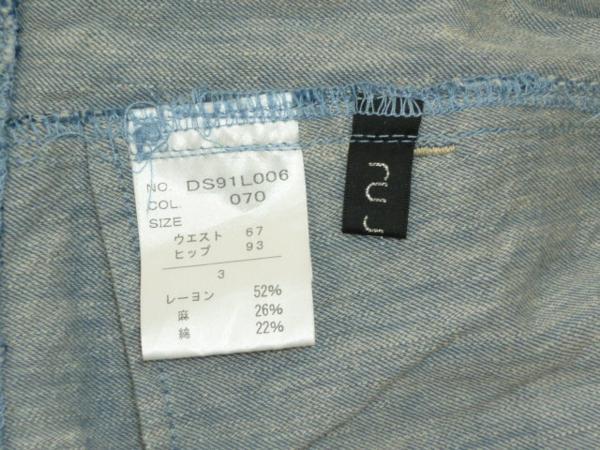 NO. DS91L006
COL. 070
SIZE
ウエスト 67
ヒップ 93
3
レーヨン 52%
麻 26%
綿 22%